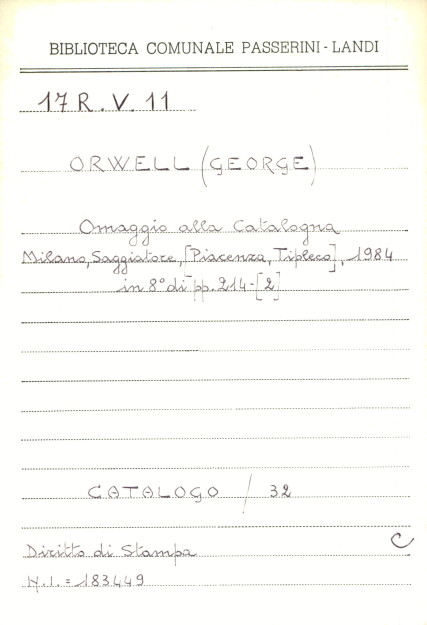 BIBLIOTECA COMUNALE PASSERINI - LANDI
17 R. V. 11
ORWELL (GEORGE)
Omaggio alla Catalogna
Milano, Saggiatore, [Piacenza, Tipleco], 1984
in 8° di pp. 214-[2]
CATALOGO / 32
C
Diritto di Stampa
N.I. = 183449